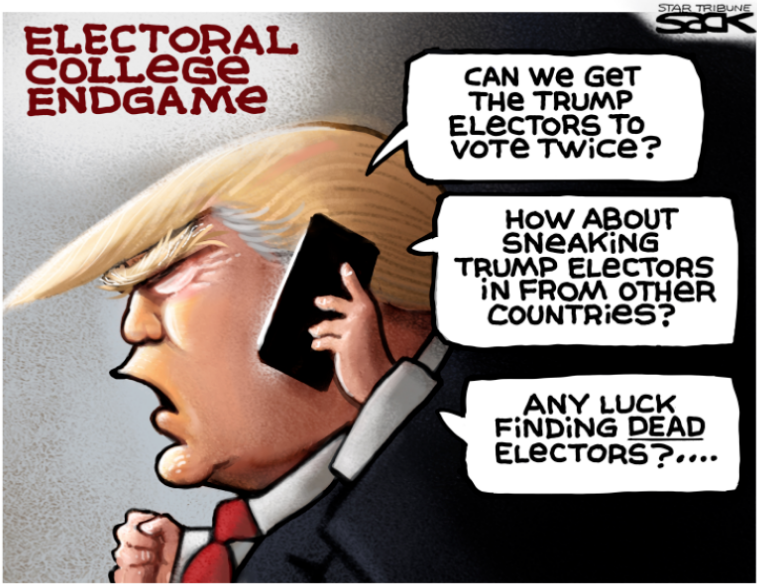 STAR TRIBUNE
SACK
ELECTORAL
COLLEGE
ENDGAME
CAN WE GET
THE TRUMP
ELECTORS TO
VOTE TWICE?
HOW ABOUT
SNEAKING
TRUMP ELECTORS
IN FROM OTHER
COUNTRIES?
ANY LUCK
FINDING DEAD
ELECTORS?....